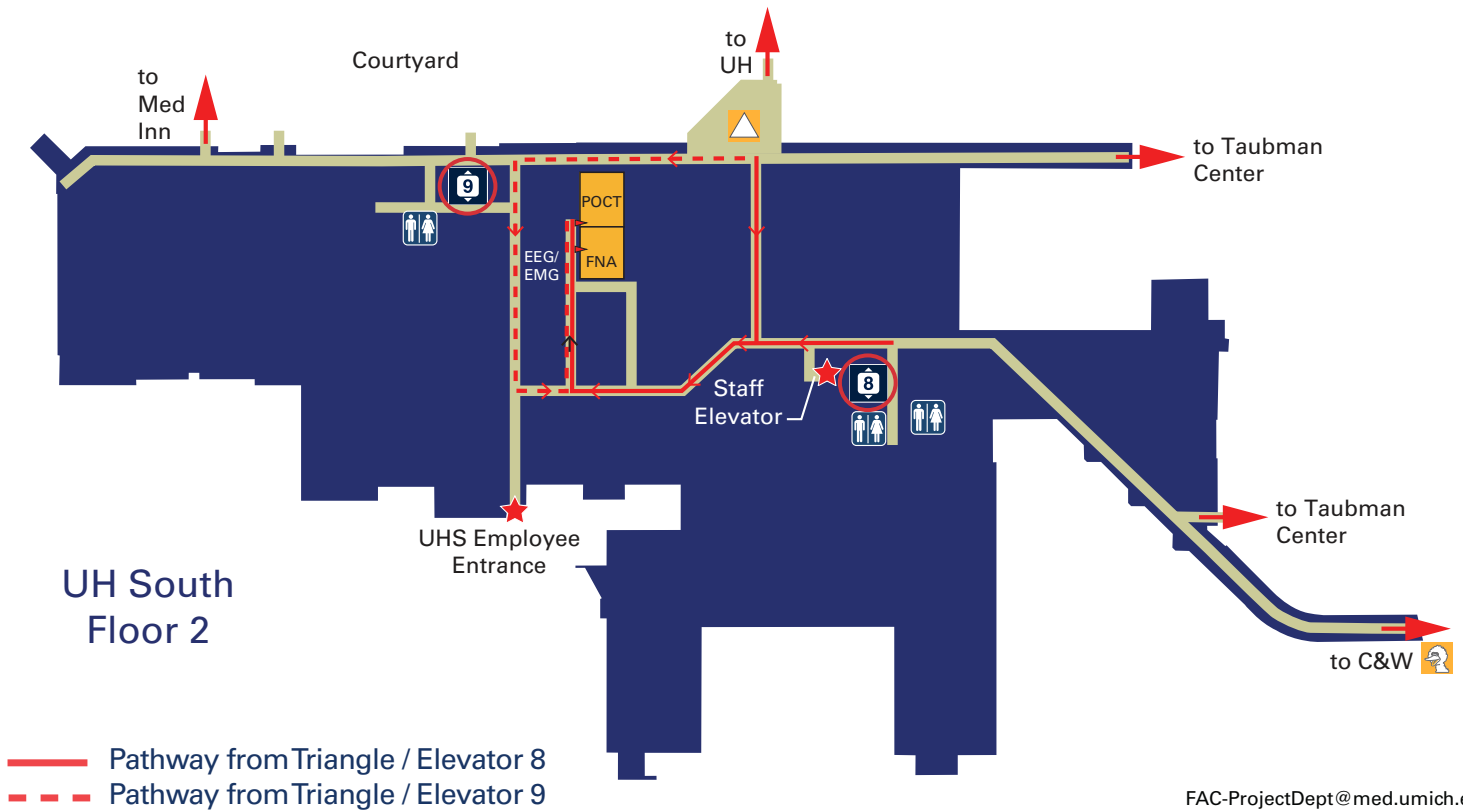 Courtyard
to
UH
to
Med
Inn
to Taubman
Center
9
POCT
EEG/
EMG
FNA
Staff
Elevator
8
to Taubman
Center
UHS Employee
Entrance
UH South
Floor 2
to C&W
Pathway from Triangle / Elevator 8
Pathway from Triangle / Elevator 9
FAC-ProjectDept@med.umich.e